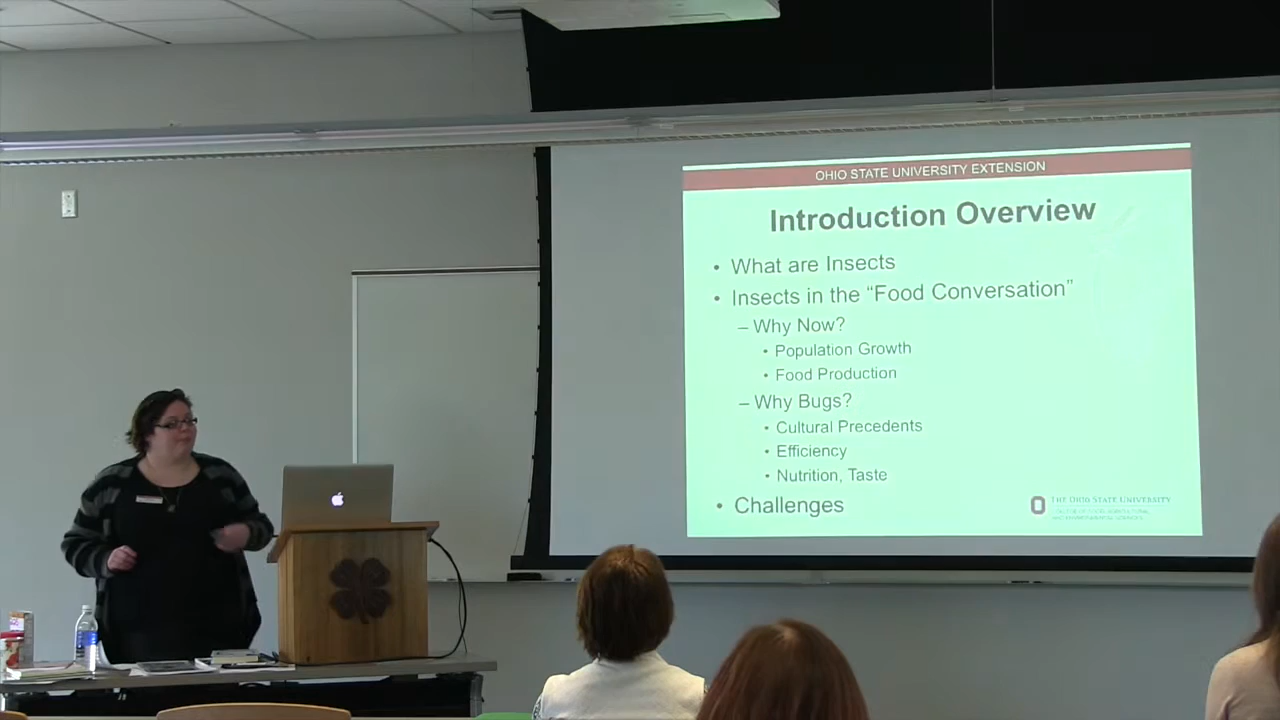 OHIO STATE UNIVERSITY EXTENSION
Introduction Overview
• What are Insects
• Insects in the “Food Conversation”
– Why Now?
• Population Growth
• Food Production
– Why Bugs?
• Cultural Precedents
• Efficiency
• Nutrition, Taste
• Challenges
THE OHIO STATE UNIVERSITY